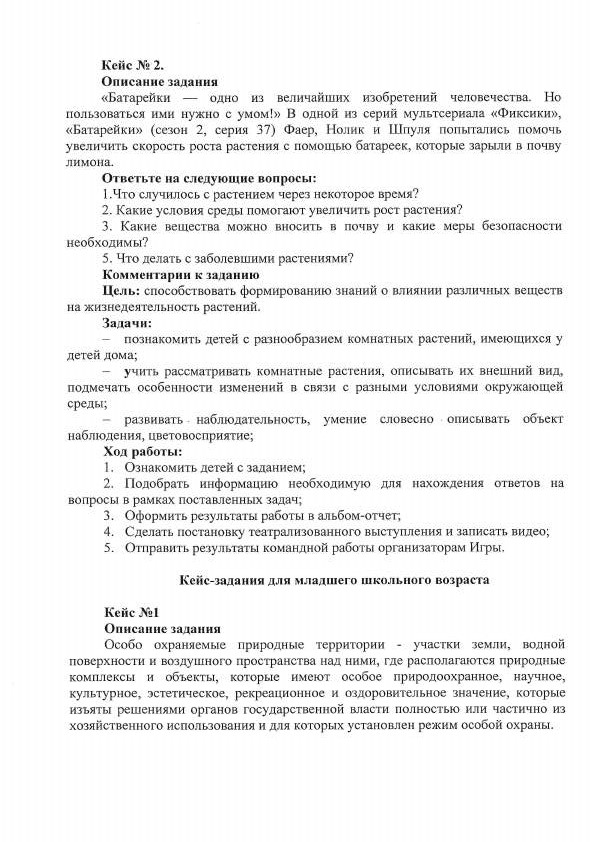 Кейс № 2.
Описание задания
«Батарейки — одно из величайших изобретений человечества. Но
пользоваться ими нужно с умом!» В одной из серий мультсериала «Фиксики»,
«Батарейки» (сезон 2, серия 37) Фаер, Нолик и Шпуля попытались помочь
увеличить скорость роста растения с помощью батареек, которые зарыли в почву
лимона.
Ответьте на следующие вопросы:
1.Что случилось с растением через некоторое время?
2. Какие условия среды помогают увеличить рост растения?
3. Какие вещества можно вносить в почву и какие меры безопасности
необходимы?
5. Что делать с заболевшими растениями?
Комментарии к заданию
Цель: способствовать формированию знаний о влиянии различных веществ
на жизнедеятельность растений.
Задачи:
– познакомить детей с разнообразием комнатных растений, имеющихся у
детей дома;
– учить рассматривать комнатные растения, описывать их внешний вид,
подмечать особенности изменений в связи с разными условиями окружающей
среды;
– развивать наблюдательность, умение словесно описывать объект
наблюдения, цветовосприятие;
Ход работы:
1. Ознакомить детей с заданием;
2. Подобрать информацию необходимую для нахождения ответов на
вопросы в рамках поставленных задач;
3. Оформить результаты работы в альбом-отчет;
4. Сделать постановку театрализованного выступления и записать видео;
5. Отправить результаты командной работы организаторам Игры.
Кейс-задания для младшего школьного возраста
Кейс №1
Описание задания
Особо охраняемые природные территории - участки земли, водной
поверхности и воздушного пространства над ними, где располагаются природные
комплексы и объекты, которые имеют особое природоохранное, научное,
культурное, эстетическое, рекреационное и оздоровительное значение, которые
изъяты решениями органов государственной власти полностью или частично из
хозяйственного использования и для которых установлен режим особой охраны.